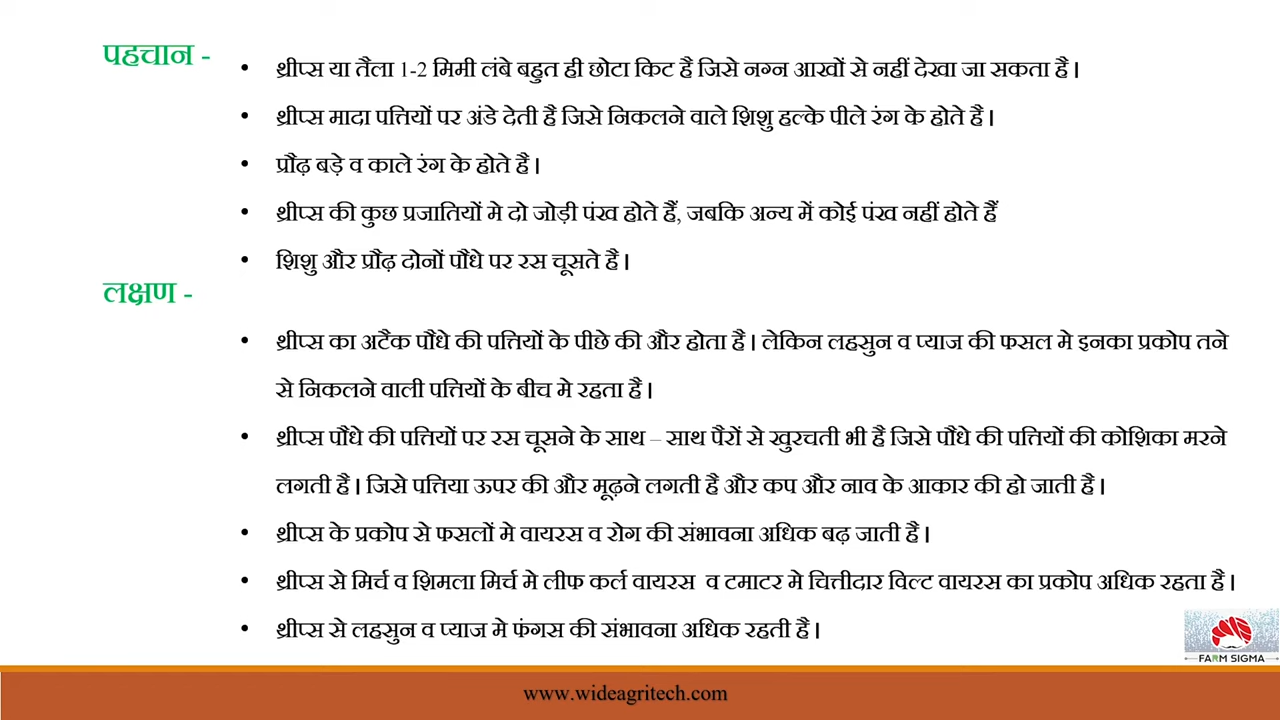 पहचान -
• थ्रीप्स या तैला 1-2 मिमी लंबे बहुत ही छोटा किट है जिसे नग्न आखों से नहीं देखा जा सकता है ।
• थ्रीप्स मादा पत्तियों पर अंडे देती है जिसे निकलने वाले शिशु हल्के पीले रंग के होते है ।
• प्रौढ़ बड़े व काले रंग के होते है ।
• थ्रीप्स की कुछ प्रजातियों मे दो जोड़ी पंख होते हैं, जबकि अन्य में कोई पंख नहीं होते हैं
• शिशु और प्रौढ़ दोनों पौधे पर रस चूसते है ।
लक्षण -
• थ्रीप्स का अटैक पौधे की पत्तियों के पीछे की और होता है । लेकिन लहसुन व प्याज की फसल मे इनका प्रकोप तने
से निकलने वाली पत्तियों के बीच मे रहता है ।
• थ्रीप्स पौधे की पत्तियों पर रस चूसने के साथ – साथ पैरों से खुरचती भी है जिसे पौधे की पत्तियों की कोशिका मरने
लगती है । जिसे पत्तिया ऊपर की और मूढ़ने लगती है और कप और नाव के आकार की हो जाती है ।
• थ्रीप्स के प्रकोप से फसलों मे वायरस व रोग की संभावना अधिक बढ़ जाती है ।
• थ्रीप्स से मिर्च व शिमला मिर्च मे लीफ कर्ल वायरस व टमाटर मे चित्तीदार विल्ट वायरस का प्रकोप अधिक रहता है ।
• थ्रीप्स से लहसुन व प्याज मे फंगस की संभावना अधिक रहती है ।
FARM SIGMA
www.wideagritech.com